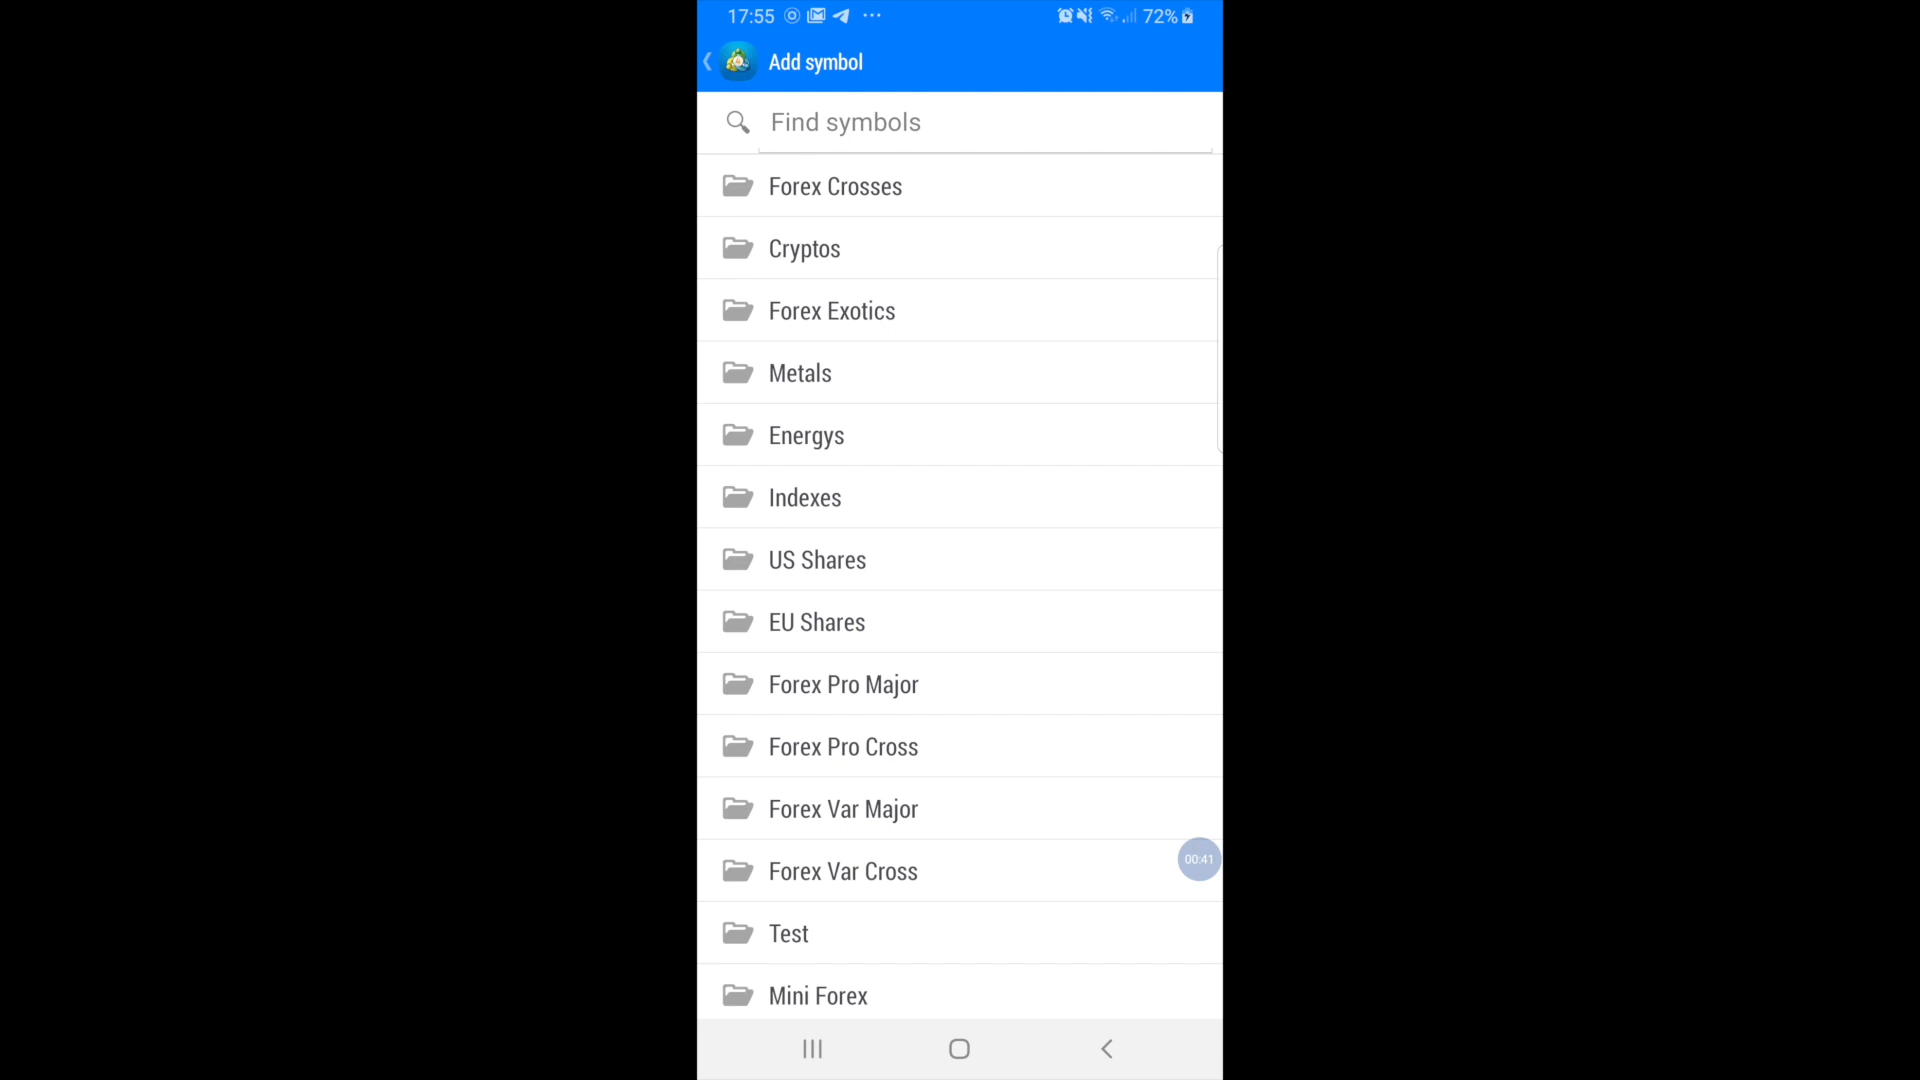 17:55 72%
Add symbol
Find symbols
Forex Crosses
Cryptos
Forex Exotics
Metals
Energys
Indexes
US Shares
EU Shares
Forex Pro Major
Forex Pro Cross
Forex Var Major
00:41
Forex Var Cross
Test
Mini Forex